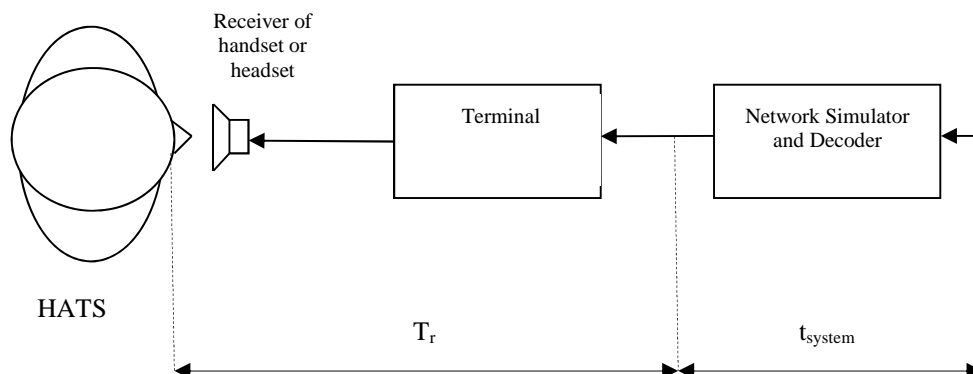 Receiver of
handset or
headset
Terminal
Network Simulator
and Decoder
HATS
Tr
tsystem